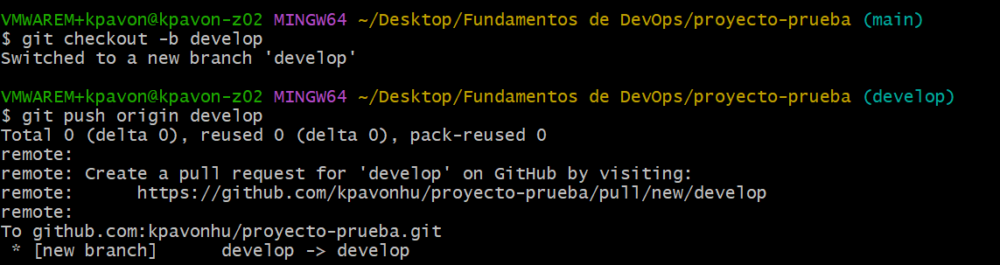 VMWAREM+kpavon@kpavon-z02 MINGW64 ~/Desktop/Fundamentos de DevOps/proyecto-prueba (main)
$ git checkout -b develop
Switched to a new branch 'develop'

VMWAREM+kpavon@kpavon-z02 MINGW64 ~/Desktop/Fundamentos de DevOps/proyecto-prueba (develop)
$ git push origin develop
Total 0 (delta 0), reused 0 (delta 0), pack-reused 0
remote:
remote: Create a pull request for 'develop' on GitHub by visiting:
remote:      https://github.com/kpavonhu/proyecto-prueba/pull/new/develop
remote:
To github.com:kpavonhu/proyecto-prueba.git
 * [new branch]      develop -> develop